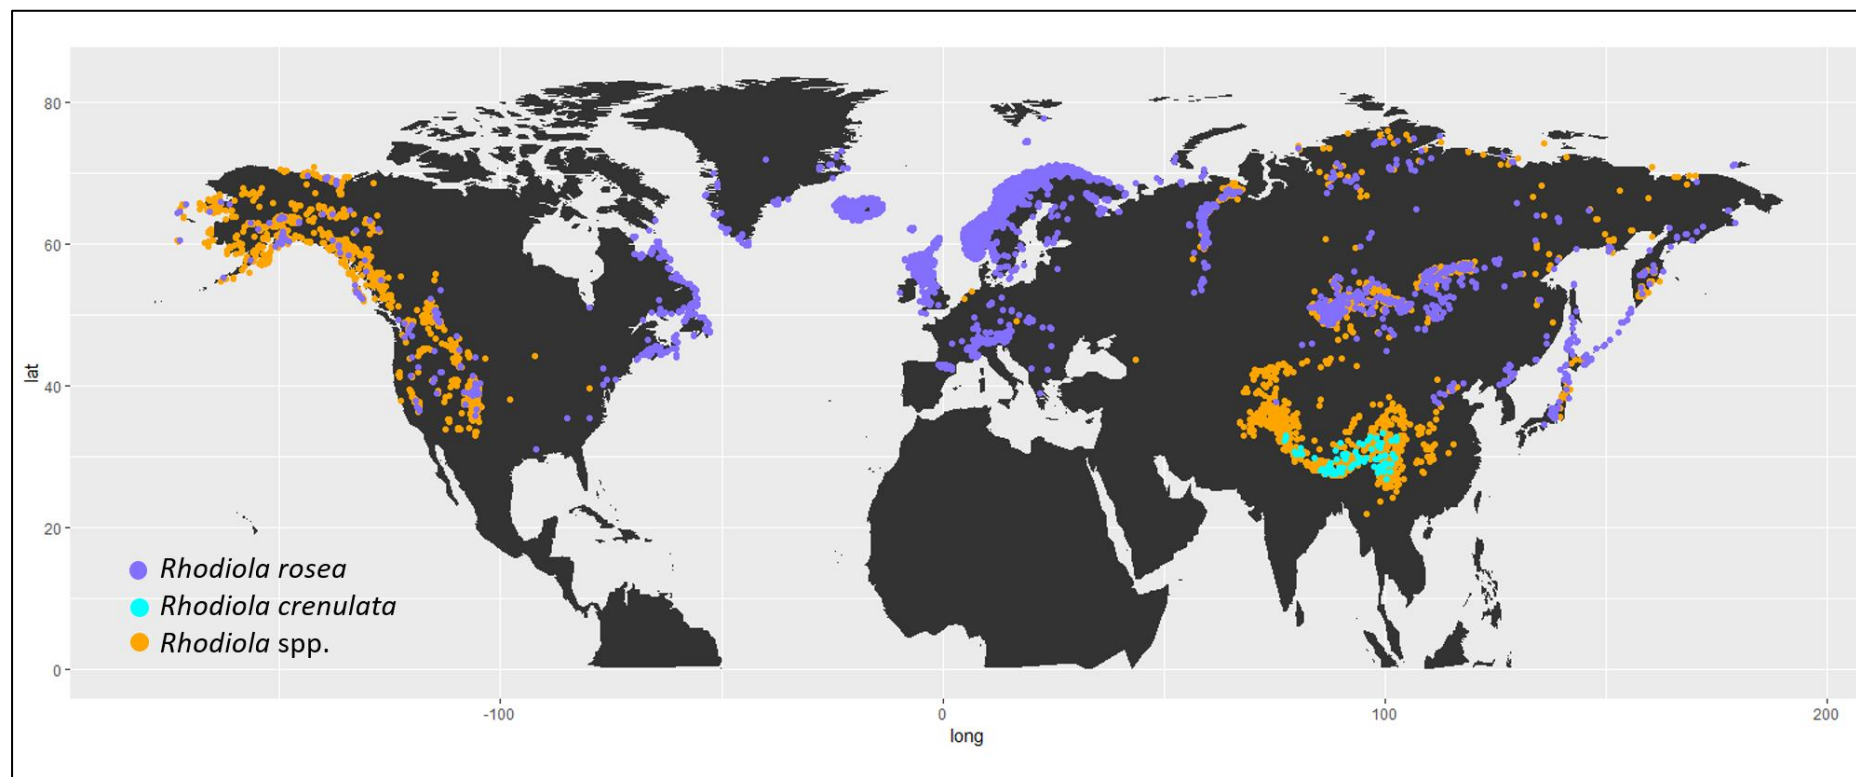 80
60
40
20
0
lat
Rhodiola rosea
Rhodiola crenulata
Rhodiola spp.
-100
0
100
200
long